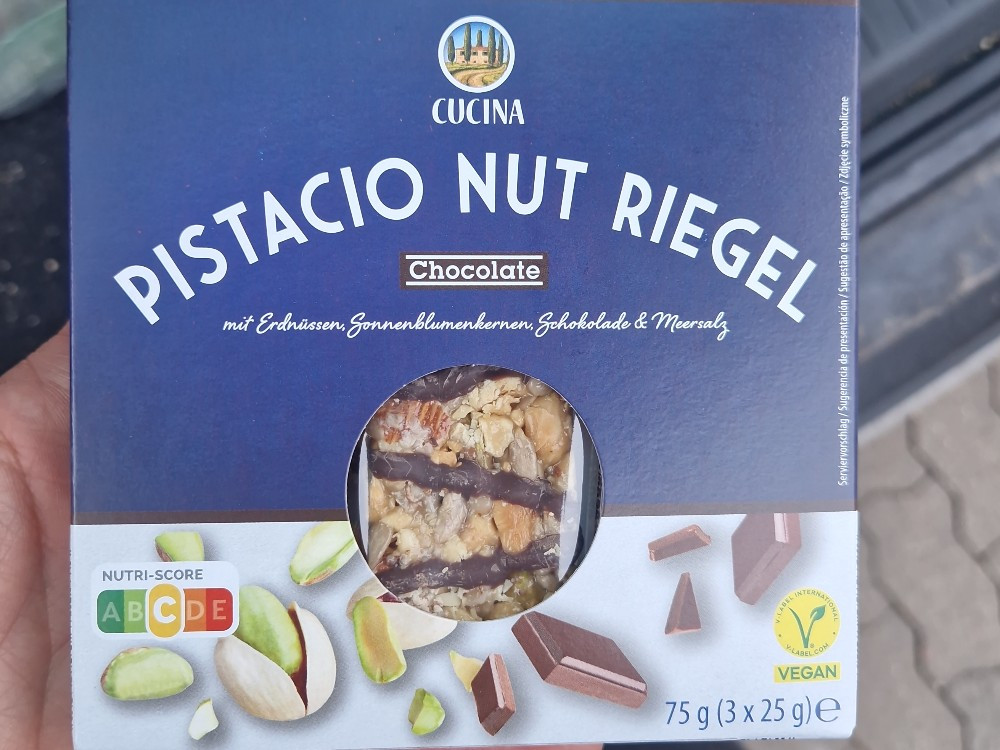 CUCINA
PISTACIO NUT RIEGEL
Chocolate
mit Erdnüssen, Sonnenblumenkernen, Schokolade & Meersalz
Serviervorschlag / Sugerencia de presentación / Sugestão de apresentação / Zdjęcie symboliczne
NUTRI-SCORE
ABCDE
V-LABEL INTERNATIONAL
V-LABEL.COM
VEGAN
75 g (3 x 25 g) ℮